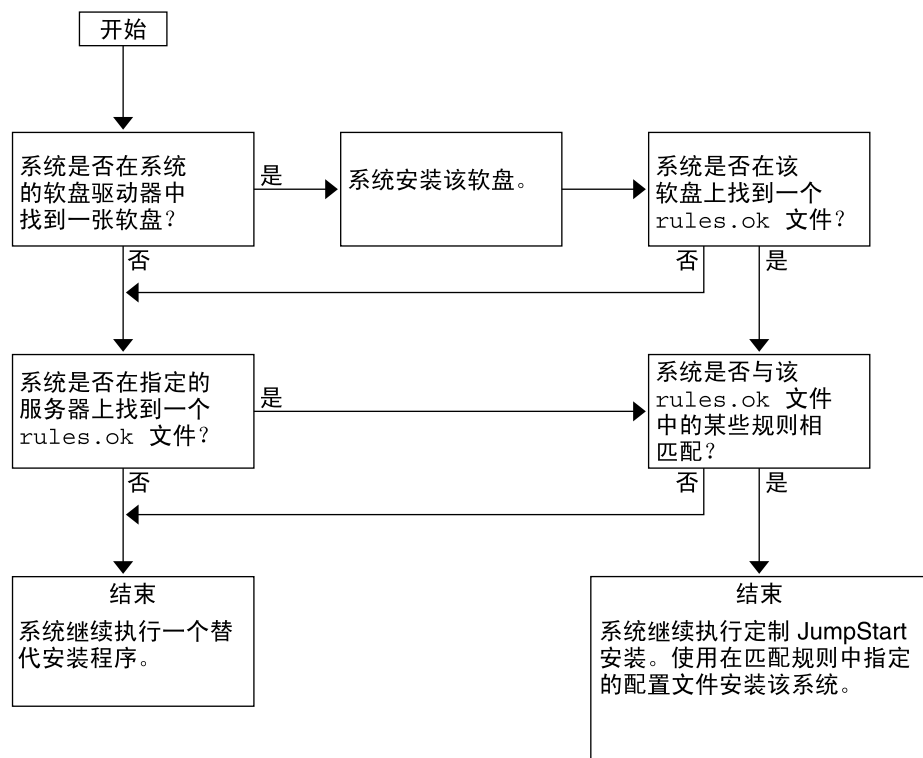 开始
系统是否在系统
的软盘驱动器中
找到一张软盘?
是
系统安装该软盘。
系统是否在该
软盘上找到一个
rules.ok 文件?
否
否
是
系统是否在指定的
服务器上找到一个
rules.ok 文件?
是
系统是否与该
rules.ok 文件
中的某些规则相
匹配?
否
否
是
结束
系统继续执行一个替
代安装程序。
结束
系统继续执行定制 JumpStart
安装。使用在匹配规则中指定
的配置文件安装该系统。